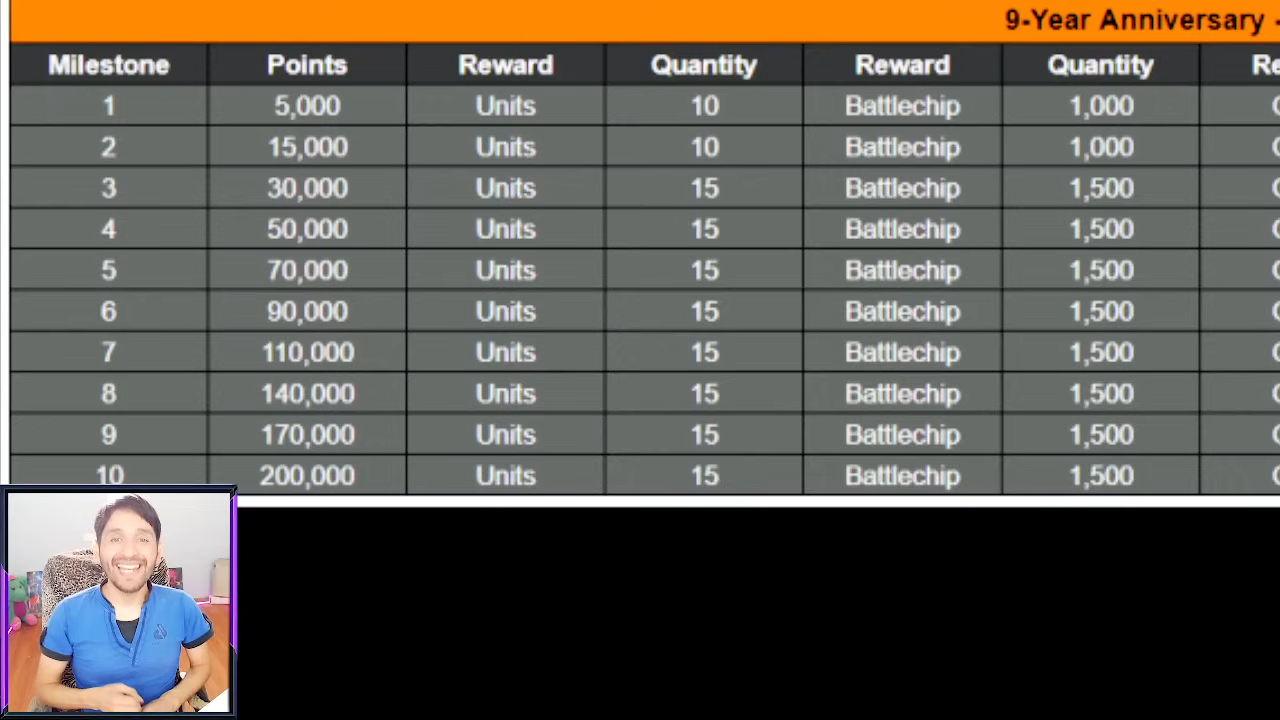 9-Year Anniversary -
Milestone Points Reward Quantity Reward Quantity Re
1 5,000 Units 10 Battlechip 1,000
2 15,000 Units 10 Battlechip 1,000
3 30,000 Units 15 Battlechip 1,500
4 50,000 Units 15 Battlechip 1,500
5 70,000 Units 15 Battlechip 1,500
6 90,000 Units 15 Battlechip 1,500
7 110,000 Units 15 Battlechip 1,500
8 140,000 Units 15 Battlechip 1,500
9 170,000 Units 15 Battlechip 1,500
10 200,000 Units 15 Battlechip 1,500